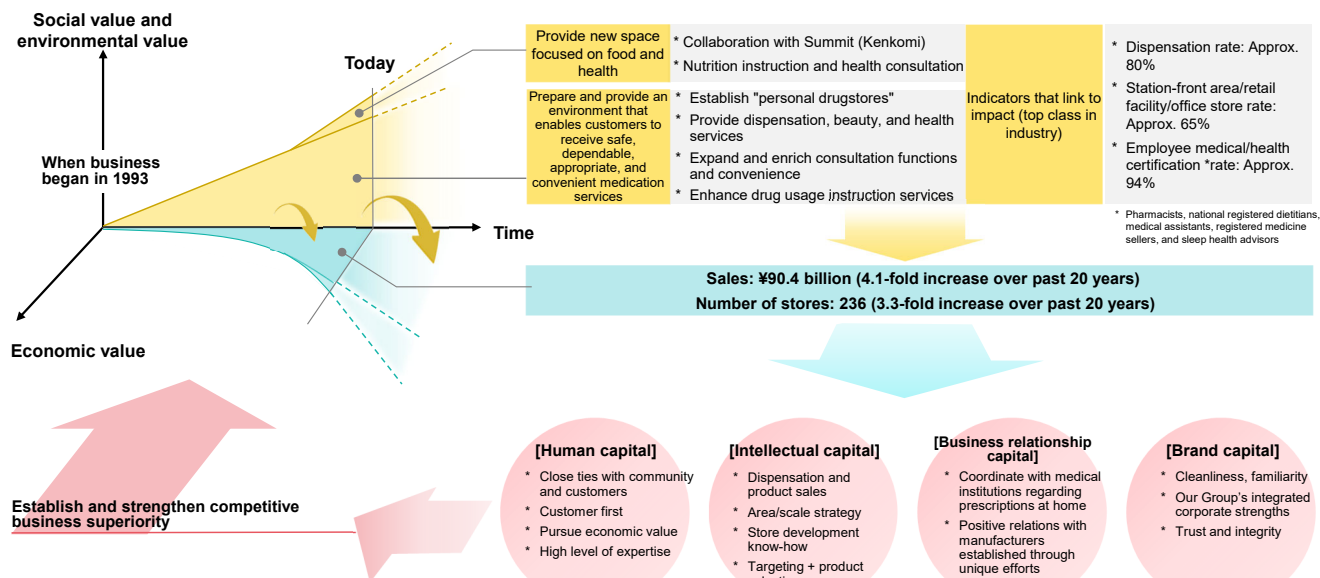 Social value and
environmental value
Today
When business
began in 1993
Time
Economic value
Provide new space
focused on food and
health
* Collaboration with Summit (Kenkomi)
* Nutrition instruction and health consultation
Prepare and provide an
environment that
enables customers to
receive safe,
dependable,
appropriate, and
convenient medication
services
* Establish "personal drugstores"
* Provide dispensation, beauty, and health
services
* Expand and enrich consultation functions
and convenience
* Enhance drug usage instruction services
Indicators that link to
impact (top class in
industry)
* Dispensation rate: Approx.
80%
* Station-front area/retail
facility/office store rate:
Approx. 65%
* Employee medical/health
certification *rate: Approx.
94%
* Pharmacists, national registered dietitians,
medical assistants, registered medicine
sellers, and sleep health advisors
Sales: ¥90.4 billion (4.1-fold increase over past 20 years)
Number of stores: 236 (3.3-fold increase over past 20 years)
Establish and strengthen competitive
business superiority
[Human capital]
* Close ties with community
and customers
* Customer first
* Pursue economic value
* High level of expertise
[Intellectual capital]
* Dispensation and
product sales
* Area/scale strategy
* Store development
know-how
* Targeting + product
[Business relationship
capital]
* Coordinate with medical
institutions regarding
prescriptions at home
* Positive relations with
manufacturers
established through
unique efforts
[Brand capital]
* Cleanliness, familiarity
* Our Group's integrated
corporate strengths
* Trust and integrity